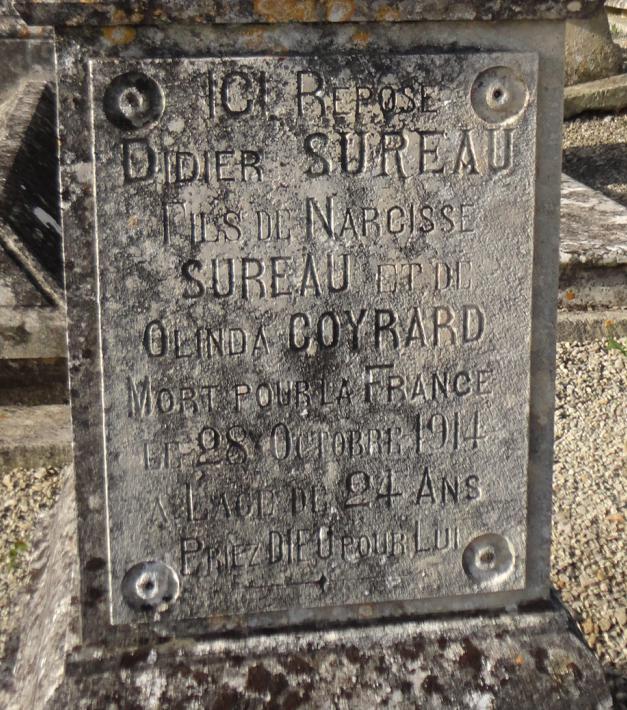 ICI REPOSE
DIDIER SUREAU
FILS DE NARCISSE
SUREAU ET DE
OLINDA COYRARD
MORT POUR LA FRANCE
LE 28 OCTOBRE 1914
A L'AGE DE 24 ANS
PRIEZ DIEU POUR LUI